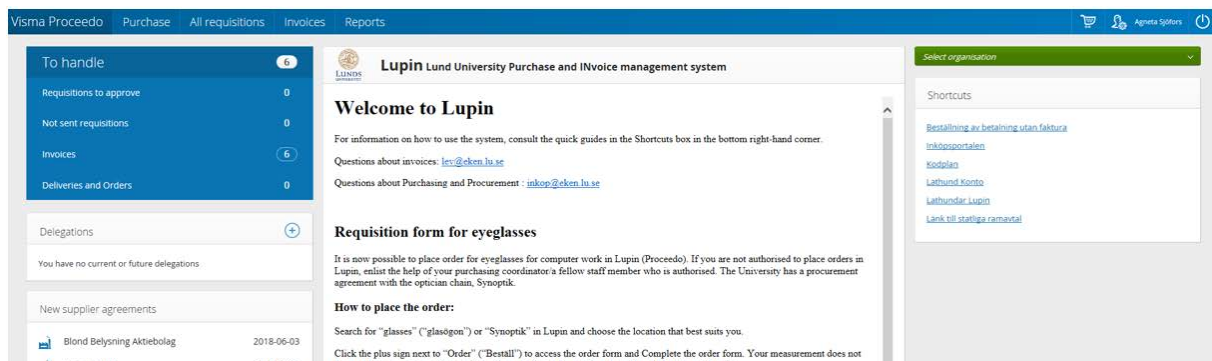 Visma Proceedo Purchase All requisitions Invoices Reports Agneta Sjöfors
To handle 6
Requisitions to approve 0
Not sent requisitions 0
Invoices 6
Deliveries and Orders 0
Delegations
You have no current or future delegations
New supplier agreements
Blond Belysning Aktiebolag 2018-06-03
LUNDS
Lupin Lund University Purchase and INvoice management system
Welcome to Lupin
For information on how to use the system, consult the quick guides in the Shortcuts box in the bottom right-hand corner.
Questions about invoices: lev@eken.lu.se
Questions about Purchasing and Procurement : inkop@eken.lu.se
Requisition form for eyeglasses
It is now possible to place order for eyeglasses for computer work in Lupin (Proceedo). If you are not authorised to place orders in
Lupin, enlist the help of your purchasing coordinator/a fellow staff member who is authorised. The University has a procurement
agreement with the optician chain, Synoptik.
How to place the order:
Search for "glasses" ("glasögon") or "Synoptik" in Lupin and choose the location that best suits you.
Click the plus sign next to "Order" ("Beställ") to access the order form and Complete the order form. Your measurement does not
Select organisation
Shortcuts
Beställning av betalning utan faktura
Inköpsportalen
Kodplan
Lathund Konto
Lathundar Lupin
Länk till statliga ramavtal